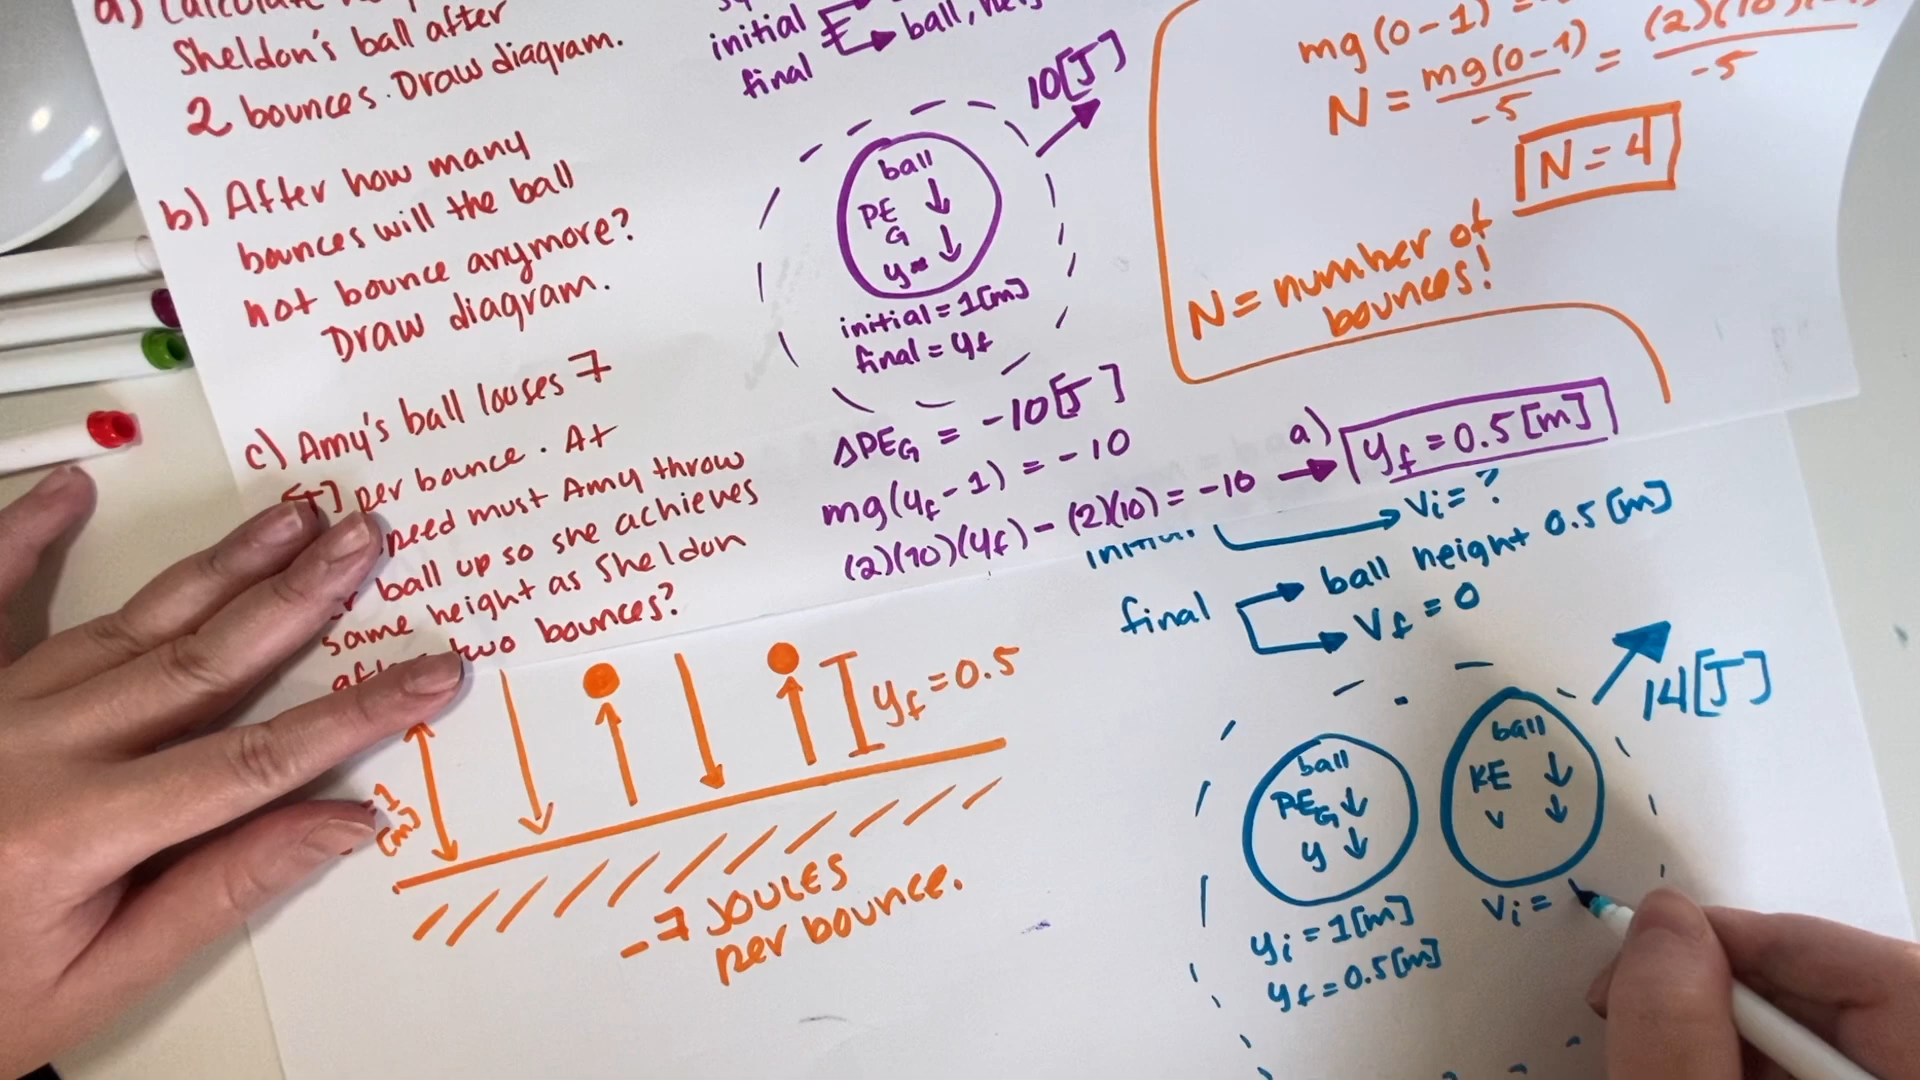 a) Calculate
Sheldon's ball after
2 bounces. Draw diagram.
b) After how many
bounces will the ball
not bounce anymore?
Draw diagram.
c) Amy's ball looses 7
[J] per bounce. At
need must Amy throw
ball up so she achieves
same height as Sheldon
two bounces?
initial
final
ball,
10[J]
ball ↓
PE
G ↓
y
initial = 1[m]
final = yf
ΔPEG = -10[J]
mg(yf-1) = -10
(2)(10)(yf) - (2)(10) = -10 → a) yf = 0.5[m]
mg(0-1) =
N = mg(0-1)/-5 =
-5
N = 4
N = number of
bounces!
Vi = ?
final → ball height 0.5[m]
→ Vf = 0
14[J]
ball
PEG ↓
y ↓
yi = 1[m]
yf = 0.5[m]
ball
KE ↓
v ↓
Vi =
yf = 0.5
1
[m]
-7 JOULES
per bounce.